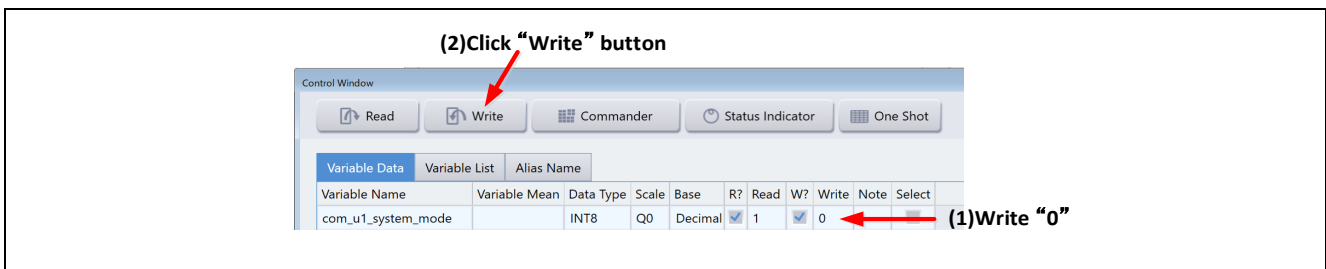 (2)Click “Write” button
Control Window
Read Write Commander Status Indicator One Shot
Variable Data Variable List Alias Name
Variable Name Variable Mean Data Type Scale Base R? Read W? Write Note Select
com_u1_system_mode INT8 Q0 Decimal 1 0
(1)Write “0”